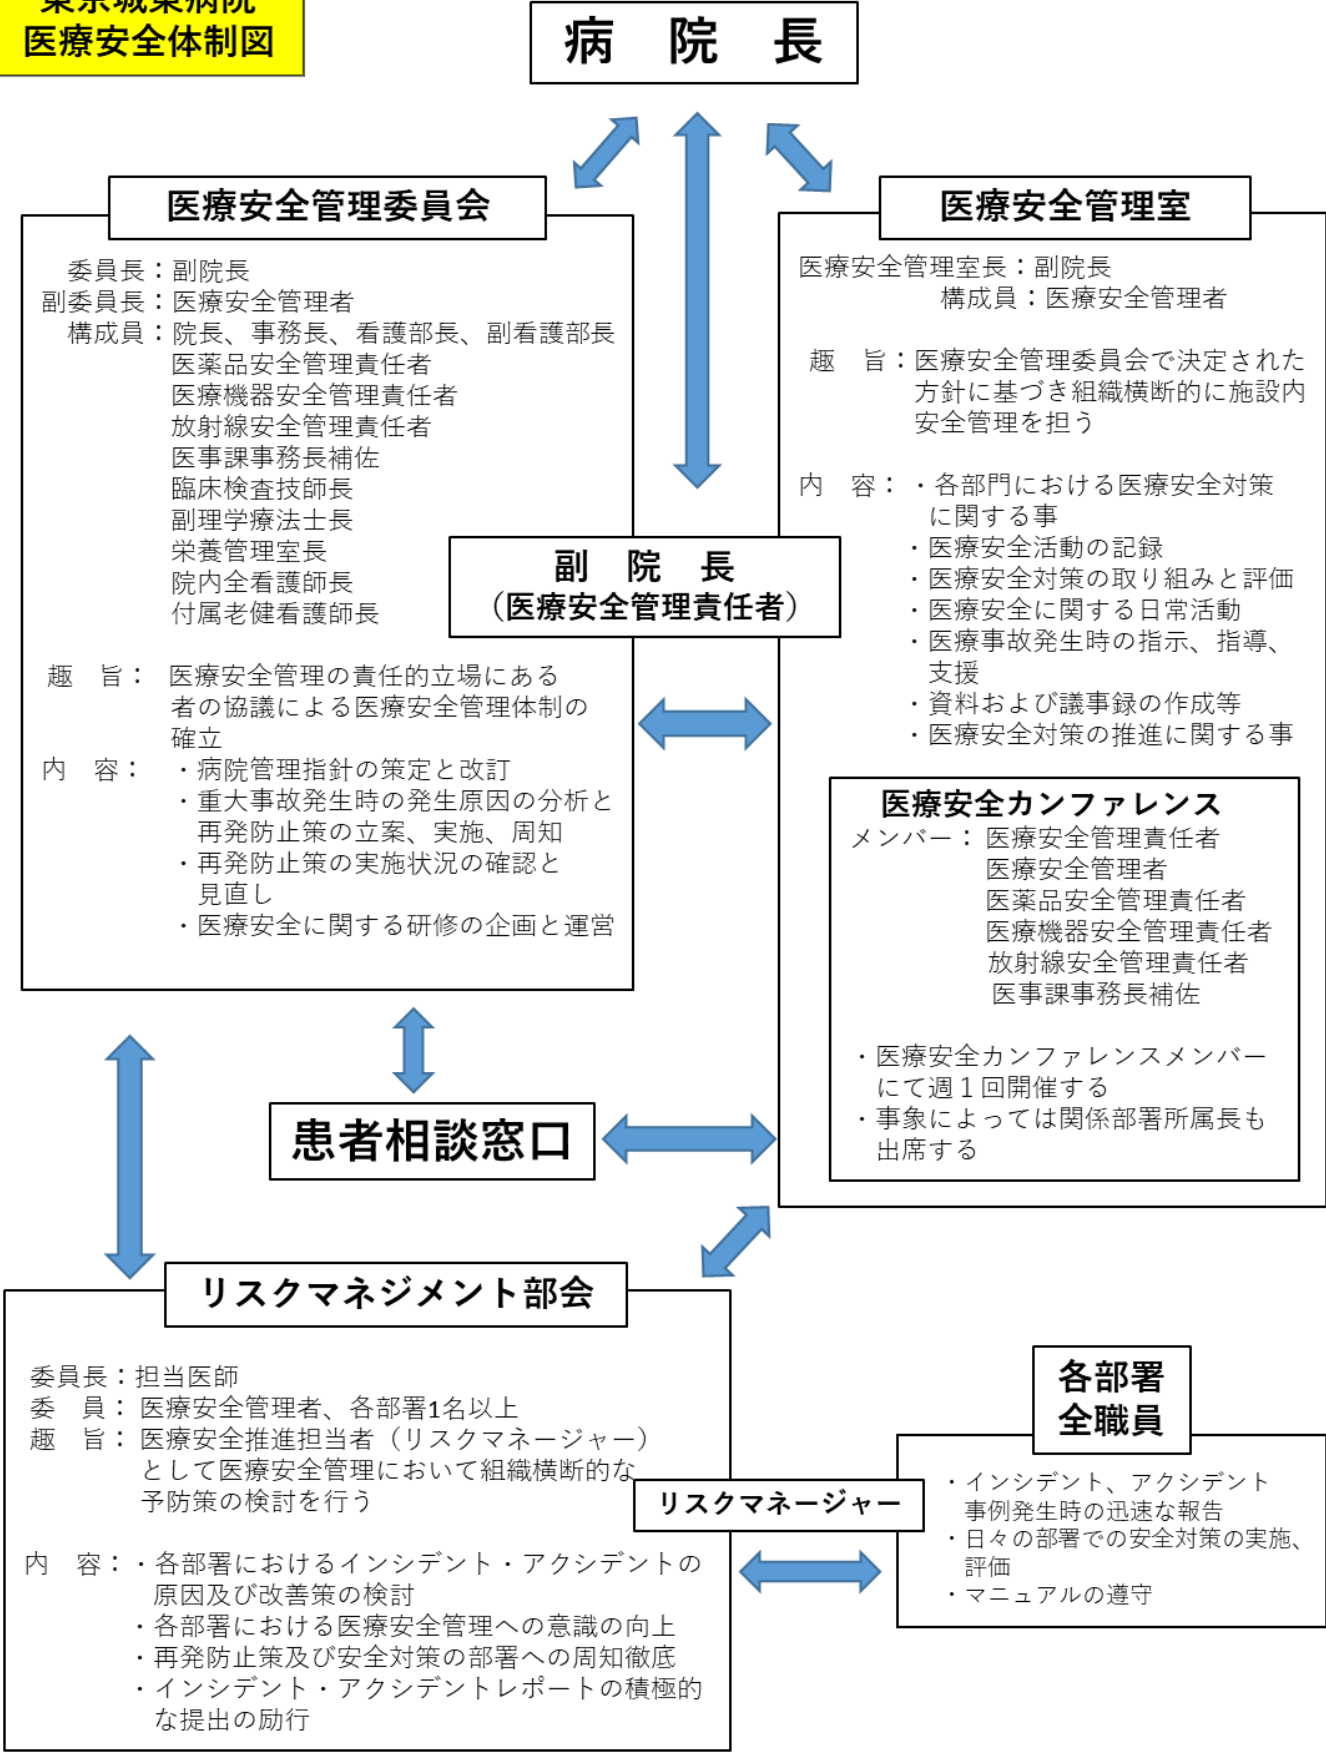 東京城東病院
医療安全体制図
病　院　長
医療安全管理委員会
委員長：副院長
副委員長：医療安全管理者
構成員：院長、事務長、看護部長、副看護部長
医薬品安全管理責任者
医療機器安全管理責任者
放射線安全管理責任者
医事課事務長補佐
臨床検査技師長
副理学療法士長
栄養管理室長
院内全看護師長
付属老健看護師長
趣　旨：　医療安全管理の責任的立場にある
者の協議による医療安全管理体制の
確立
内　容：　・病院管理指針の策定と改訂
・重大事故発生時の発生原因の分析と
再発防止策の立案、実施、周知
・再発防止策の実施状況の確認と
見直し
・医療安全に関する研修の企画と運営
医療安全管理室
医療安全管理室長：副院長
構成員：医療安全管理者
趣　旨：医療安全管理委員会で決定された
方針に基づき組織横断的に施設内
安全管理を担う
内　容：・各部門における医療安全対策
に関する事
・医療安全活動の記録
・医療安全対策の取り組みと評価
・医療安全に関する日常活動
・医療事故発生時の指示、指導、
支援
・資料および議事録の作成等
・医療安全対策の推進に関する事
副　院　長
（医療安全管理責任者）
医療安全カンファレンス
メンバー：医療安全管理責任者
医療安全管理者
医薬品安全管理責任者
医療機器安全管理責任者
放射線安全管理責任者
医事課事務長補佐
・医療安全カンファレンスメンバー
にて週１回開催する
・事象によっては関係部署所属長も
出席する
患者相談窓口
リスクマネジメント部会
委員長：担当医師
委　員：医療安全管理者、各部署1名以上
趣　旨：医療安全推進担当者（リスクマネージャー）
として医療安全管理において組織横断的な
予防策の検討を行う
内　容：・各部署におけるインシデント・アクシデントの
原因及び改善策の検討
・各部署における医療安全管理への意識の向上
・再発防止策及び安全対策の部署への周知徹底
・インシデント・アクシデントレポートの積極的
な提出の励行
リスクマネージャー
各部署
全職員
・インシデント、アクシデント
事例発生時の迅速な報告
・日々の部署での安全対策の実施、
評価
・マニュアルの遵守